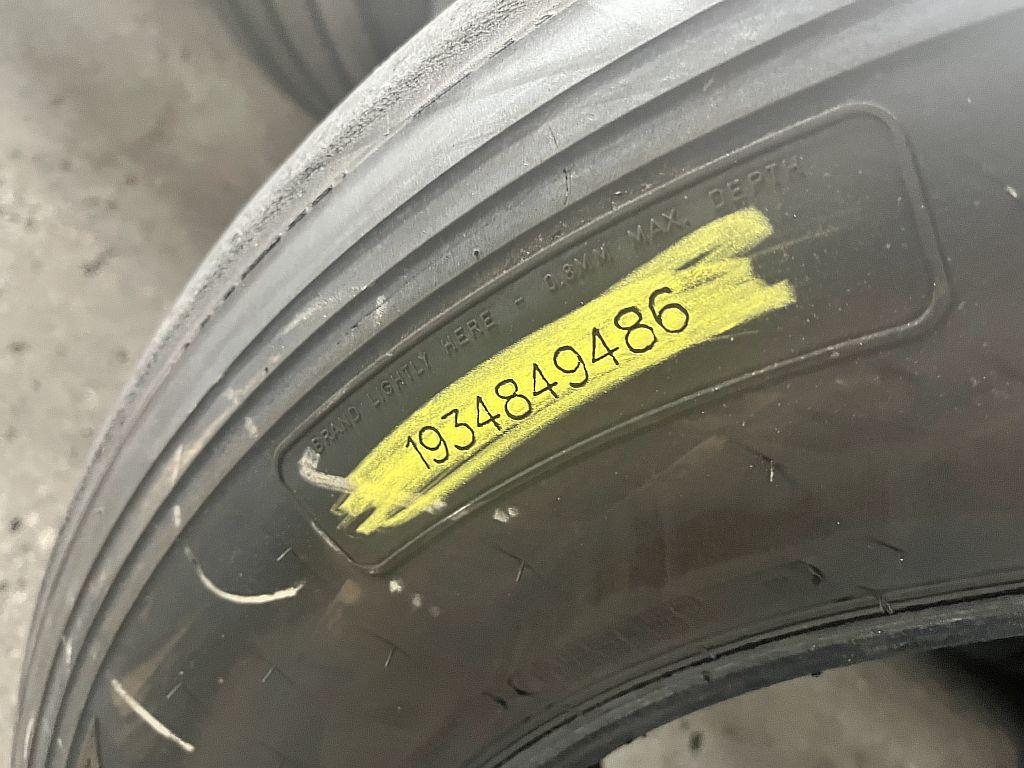 BRAND LIGHTLY HERE - 0.8MM MAX. DEPTH
1934849486